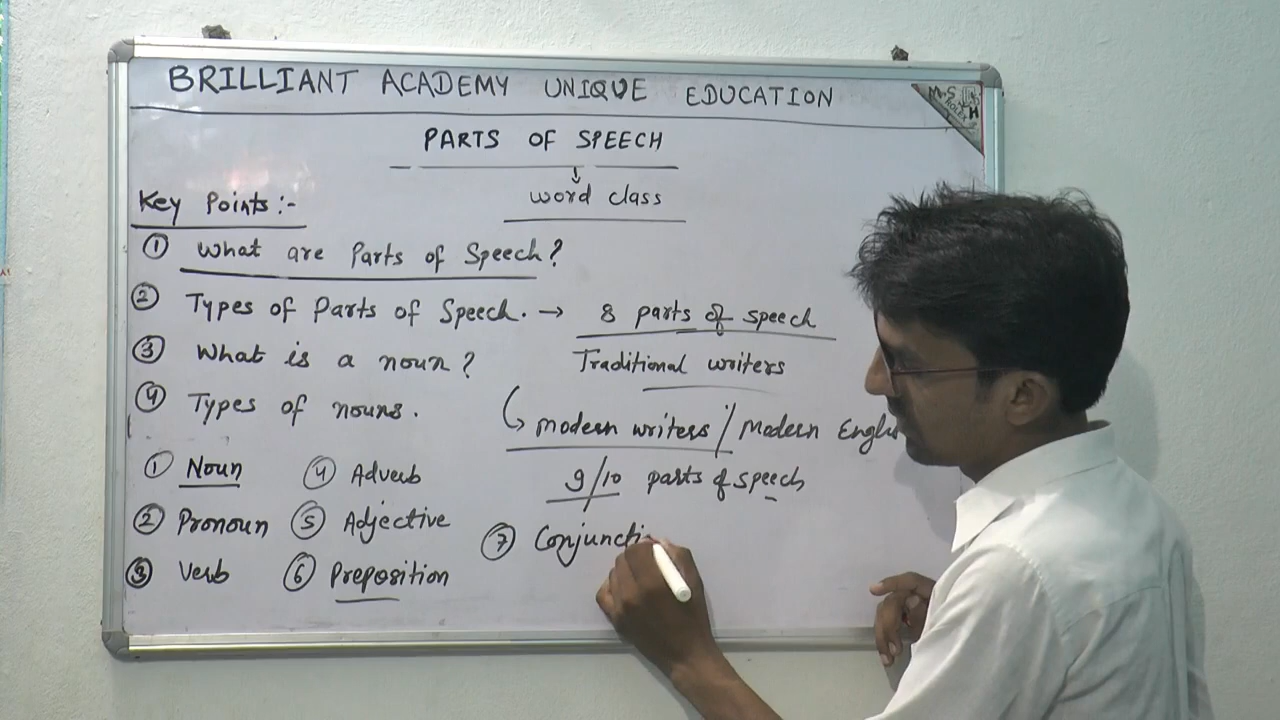 BRILLIANT ACADEMY UNIQUE EDUCATION
M.S
PARTS OF SPEECH
↓
word class
Key Points:-
① What are Parts of Speech?
② Types of Parts of Speech. → 8 parts of speech
③ What is a noun? Traditional writers
④ Types of nouns. ↳ modern writers / Modern Englis
9/10 parts of speech
① Noun ④ Adverb
② Pronoun ⑤ Adjective ⑦ Conjuncti
③ Verb ⑥ Preposition